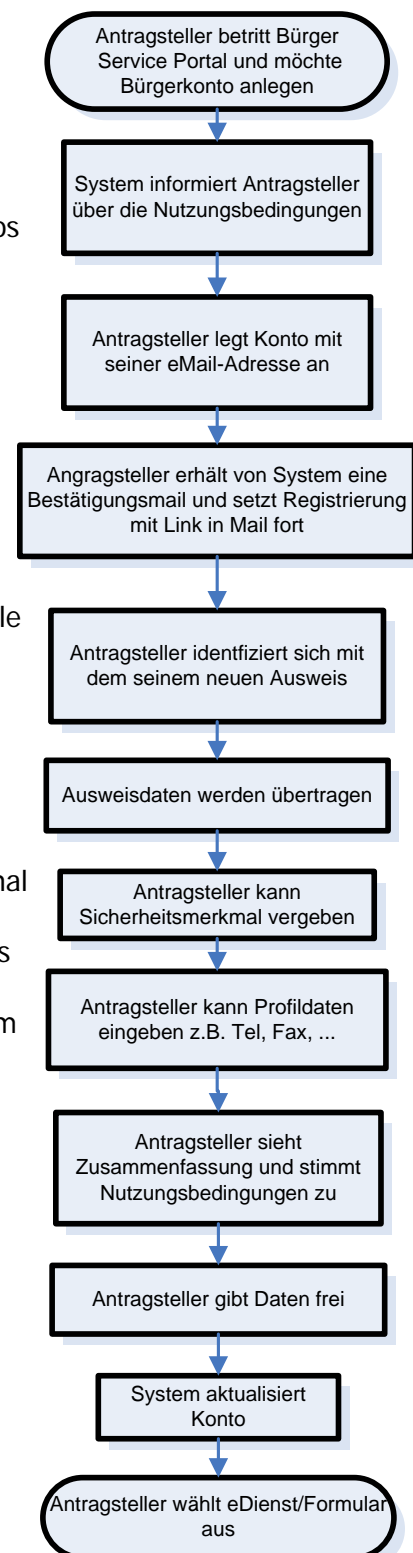 Antragsteller betritt Bürger
Service Portal und möchte
Bürgerkonto anlegen
System informiert Antragsteller
über die Nutzungsbedingungen
Antragsteller legt Konto mit
seiner eMail-Adresse an
Angragsteller erhält von System eine
Bestätigungsmail und setzt Registrierung
mit Link in Mail fort
Antragsteller identfiziert sich mit
dem seinem neuen Ausweis
Ausweisdaten werden übertragen
Antragsteller kann
Sicherheitsmerkmal vergeben
Antragsteller kann Profildaten
eingeben z.B. Tel, Fax, ...
Antragsteller sieht
Zusammenfassung und stimmt
Nutzungsbedingungen zu
Antragsteller gibt Daten frei
System aktualisiert
Konto
Antragsteller wählt eDienst/Formular
aus